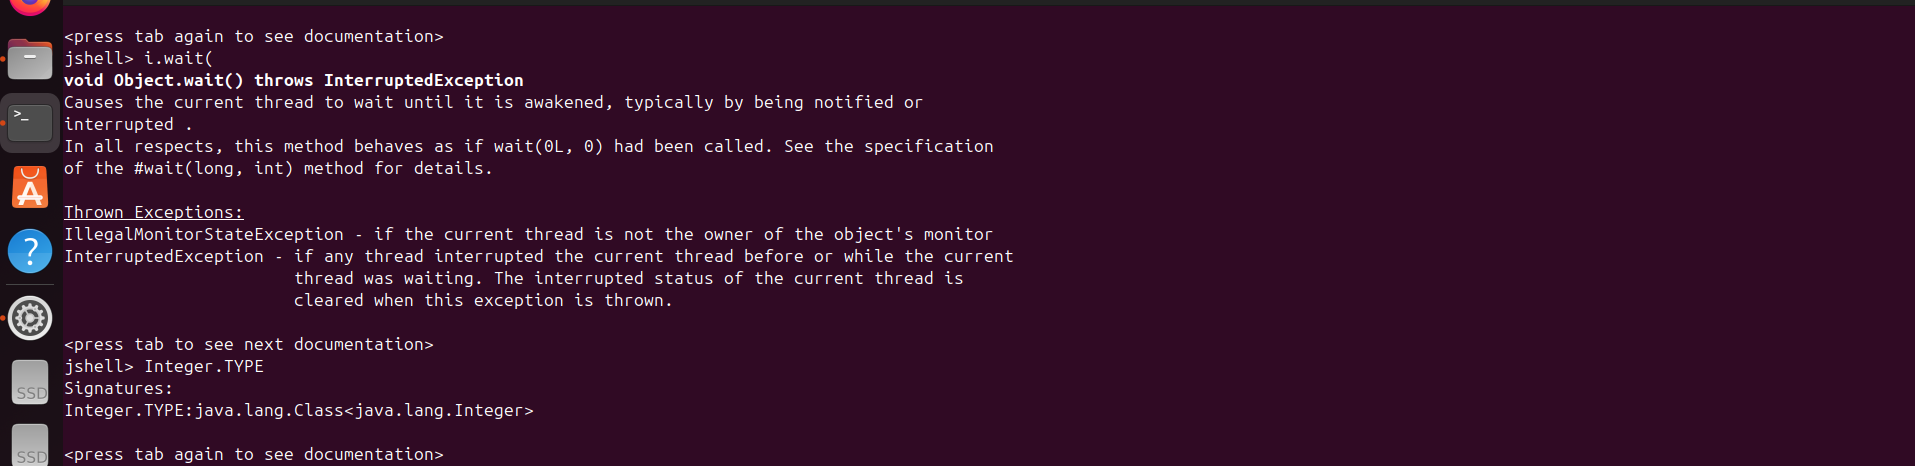 <press tab again to see documentation>
jshell> i.wait(
void Object.wait() throws InterruptedException
Causes the current thread to wait until it is awakened, typically by being notified or
interrupted .
In all respects, this method behaves as if wait(0L, 0) had been called. See the specification
of the #wait(long, int) method for details.
Thrown Exceptions:
IllegalMonitorStateException - if the current thread is not the owner of the object's monitor
InterruptedException - if any thread interrupted the current thread before or while the current
thread was waiting. The interrupted status of the current thread is
cleared when this exception is thrown.
<press tab to see next documentation>
jshell> Integer.TYPE
Signatures:
Integer.TYPE:java.lang.Class<java.lang.Integer>
<press tab again to see documentation>
>_
A
?
SSD
SSD